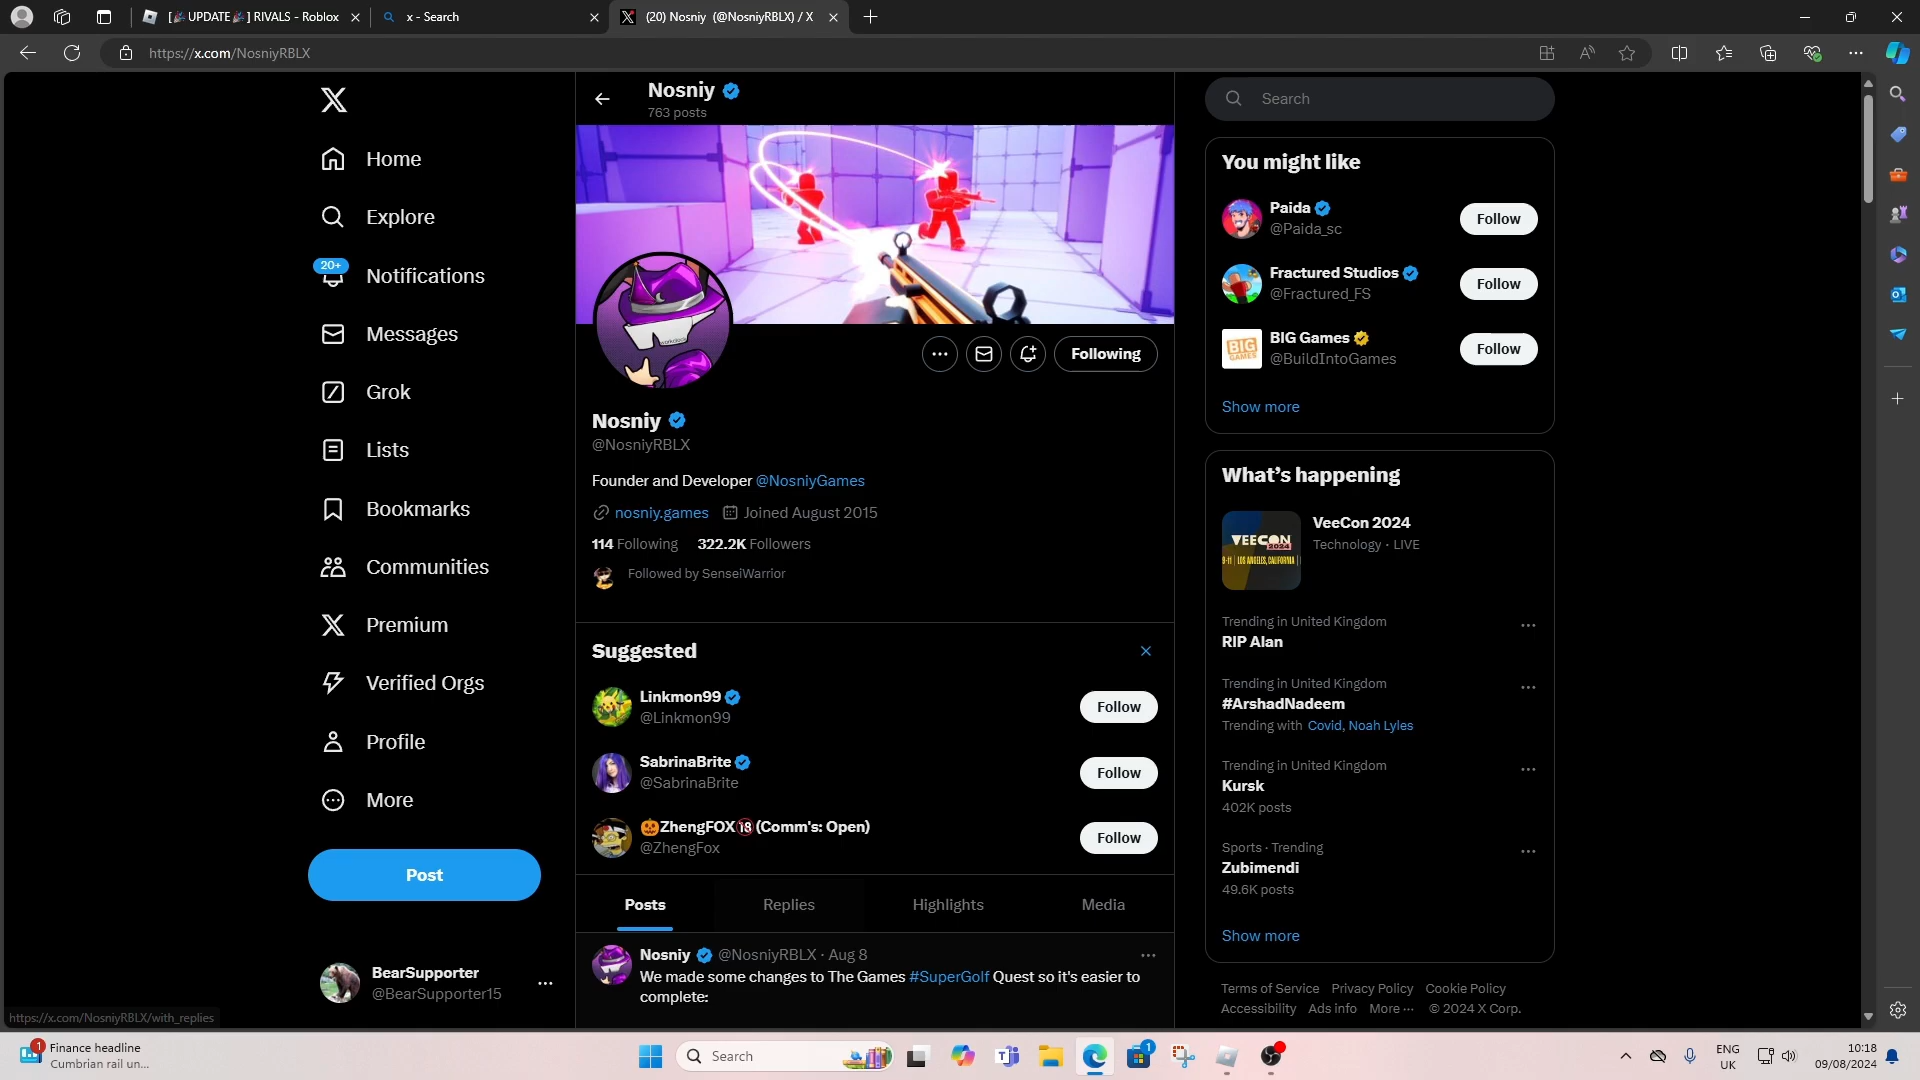 [🎉UPDATE🎉] RIVALS - Roblox
x - Search
(20) Nosniy (@NosniyRBLX) / X
https://x.com/NosniyRBLX
Home
Explore
20+
Notifications
Messages
Grok
Lists
Bookmarks
Communities
Premium
Verified Orgs
Profile
More
Post
BearSupporter
@BearSupporter15
https://x.com/NosniyRBLX/with_replies
Nosniy
763 posts
Following
Nosniy
@NosniyRBLX
Founder and Developer @NosniyGames
nosniy.games Joined August 2015
114 Following 322.2K Followers
Followed by SenseiWarrior
Suggested
Linkmon99
@Linkmon99
Follow
SabrinaBrite
@SabrinaBrite
Follow
🎃ZhengFOX🔞(Comm's: Open)
@ZhengFox
Follow
Posts Replies Highlights Media
Nosniy @NosniyRBLX · Aug 8
We made some changes to The Games #SuperGolf Quest so it's easier to
complete:
Search
You might like
Paida
@Paida_sc
Follow
Fractured Studios
@Fractured_FS
Follow
BIG
GAMES
BIG Games
@BuildIntoGames
Follow
Show more
What's happening
VEECON
2024
VeeCon 2024
Technology · LIVE
Trending in United Kingdom
RIP Alan
Trending in United Kingdom
#ArshadNadeem
Trending with Covid, Noah Lyles
Trending in United Kingdom
Kursk
402K posts
Sports · Trending
Zubimendi
49.6K posts
Show more
Terms of Service Privacy Policy Cookie Policy
Accessibility Ads info More ··· © 2024 X Corp.
1
Finance headline
Cumbrian rail un...
Search
1
ENG
UK
10:18
09/08/2024